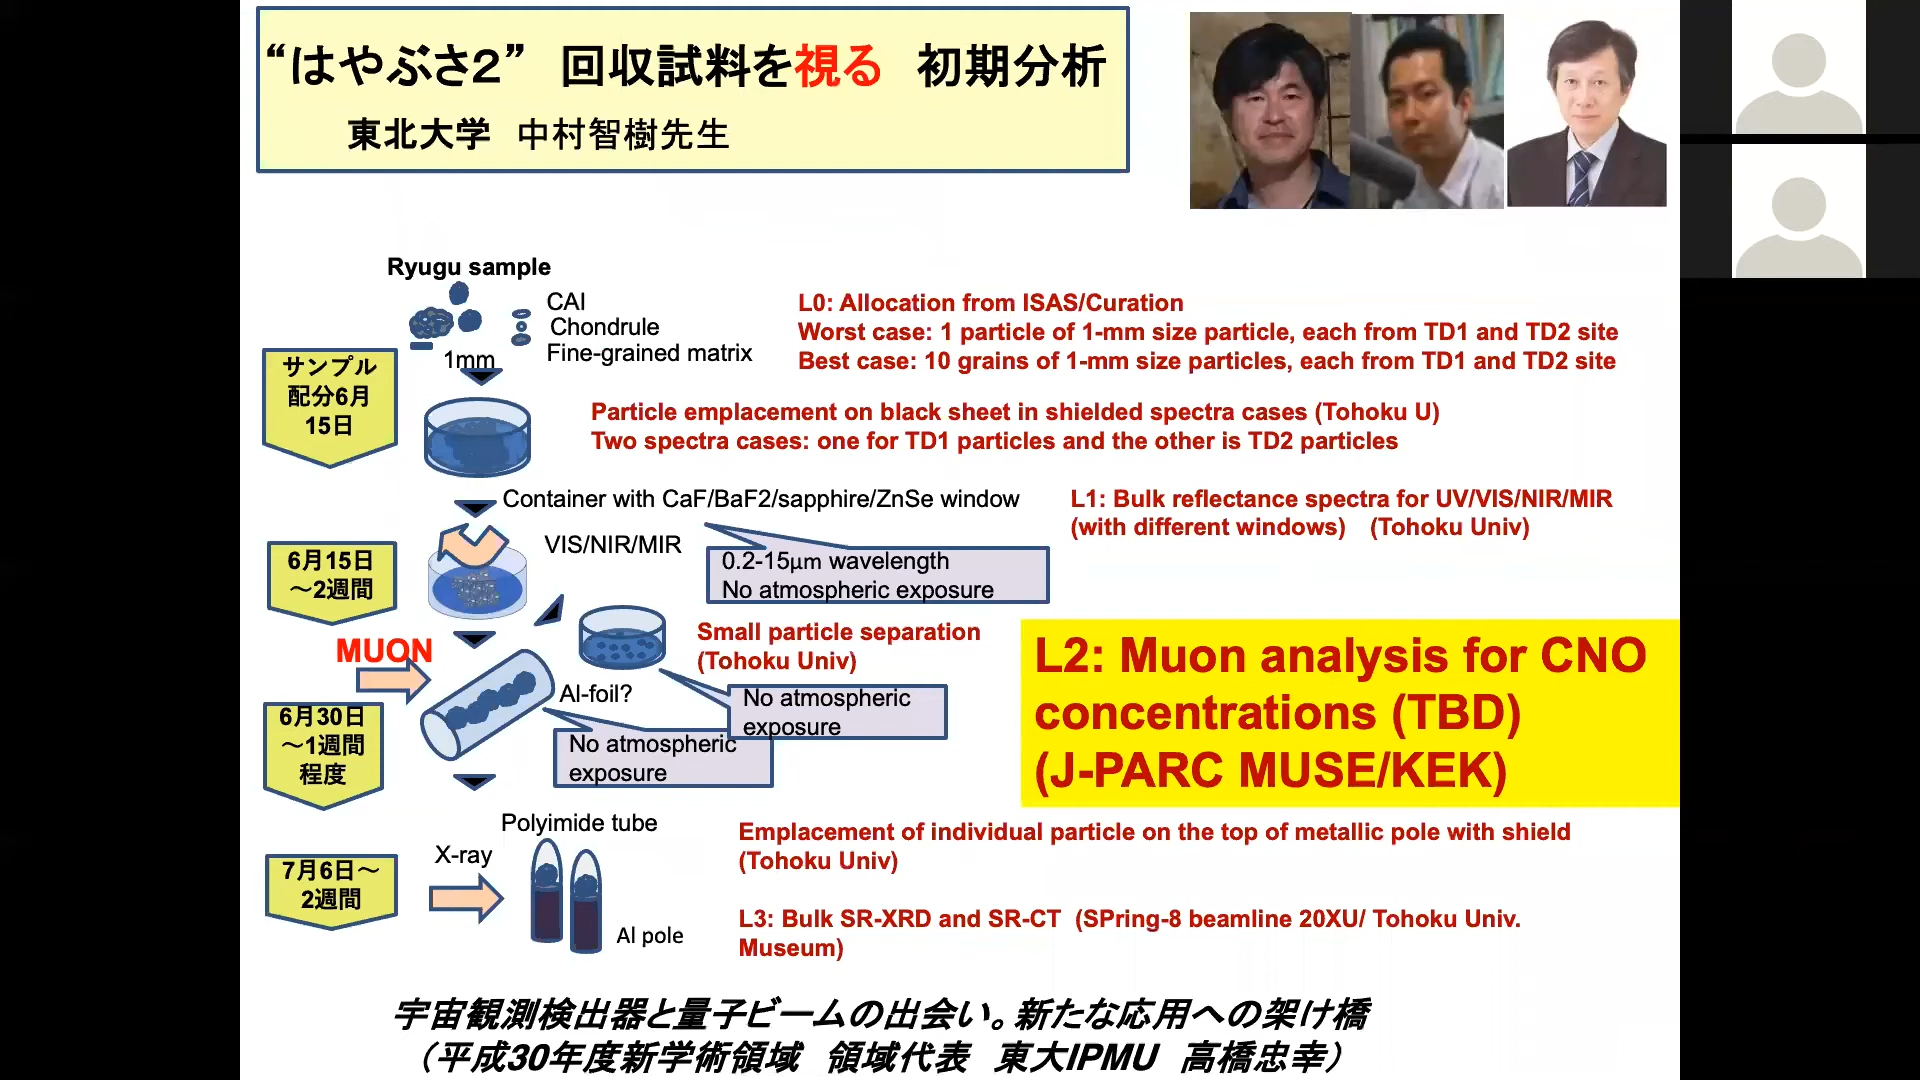 “はやぶさ2” 回収試料を視る 初期分析
東北大学 中村智樹先生
Ryugu sample
CAI
Chondrule
Fine-grained matrix
1mm
L0: Allocation from ISAS/Curation
Worst case: 1 particle of 1-mm size particle, each from TD1 and TD2 site
Best case: 10 grains of 1-mm size particles, each from TD1 and TD2 site
サンプル
配分6月
15日
Particle emplacement on black sheet in shielded spectra cases (Tohoku U)
Two spectra cases: one for TD1 particles and the other is TD2 particles
Container with CaF/BaF2/sapphire/ZnSe window
L1: Bulk reflectance spectra for UV/VIS/NIR/MIR
(with different windows) (Tohoku Univ)
VIS/NIR/MIR
0.2-15μm wavelength
No atmospheric exposure
6月15日
～2週間
MUON
Small particle separation
(Tohoku Univ)
L2: Muon analysis for CNO
concentrations (TBD)
(J-PARC MUSE/KEK)
Al-foil?
No atmospheric
exposure
No atmospheric
exposure
6月30日
～1週間
程度
Polyimide tube
X-ray
Al pole
7月6日～
2週間
Emplacement of individual particle on the top of metallic pole with shield
(Tohoku Univ)
L3: Bulk SR-XRD and SR-CT (SPring-8 beamline 20XU/ Tohoku Univ.
Museum)
宇宙観測検出器と量子ビームの出会い。新たな応用への架け橋
（平成30年度新学術領域 領域代表 東大IPMU 高橋忠幸）